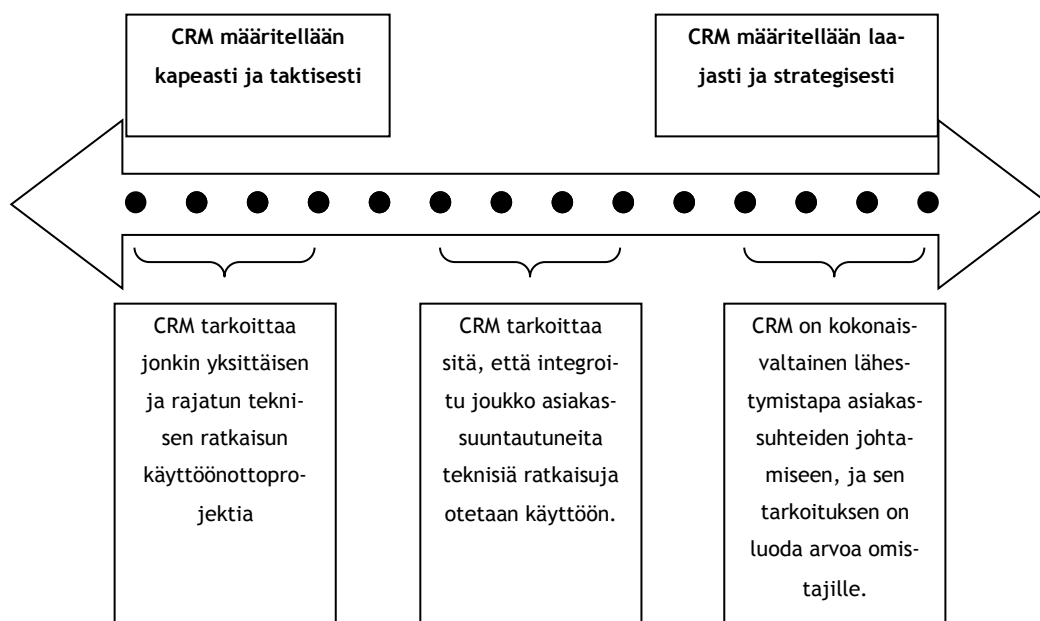 CRM määritellään
kapeasti ja taktisesti
CRM määritellään laa-
jasti ja strategisesti
CRM tarkoittaa
jonkin yksittäisen
ja rajatun tekni-
sen ratkaisun
käyttöönottopro-
jektia
CRM tarkoittaa
sitä, että integroi-
tu joukko asiakas-
suuntautuneita
teknisiä ratkaisuja
otetaan käyttöön.
CRM on kokonais-
valtainen lähes-
tymistapa asiakas-
suhteiden johta-
miseen, ja sen
tarkoituksen on
luoda arvoa omis-
tajille.